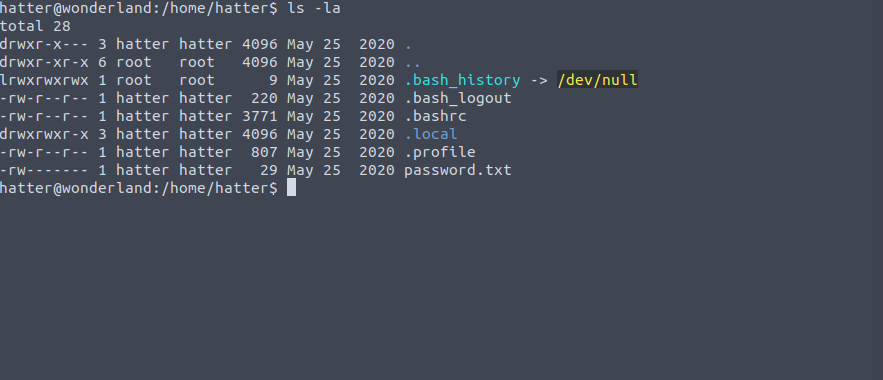 hatter@wonderland:/home/hatter$ ls -la
total 28
drwxr-x--- 3 hatter hatter 4096 May 25  2020 .
drwxr-xr-x 6 root   root   4096 May 25  2020 ..
lrwxrwxrwx 1 root   root      9 May 25  2020 .bash_history -> /dev/null
-rw-r--r-- 1 hatter hatter  220 May 25  2020 .bash_logout
-rw-r--r-- 1 hatter hatter 3771 May 25  2020 .bashrc
drwxrwxr-x 3 hatter hatter 4096 May 25  2020 .local
-rw-r--r-- 1 hatter hatter  807 May 25  2020 .profile
-rw------- 1 hatter hatter   29 May 25  2020 password.txt
hatter@wonderland:/home/hatter$